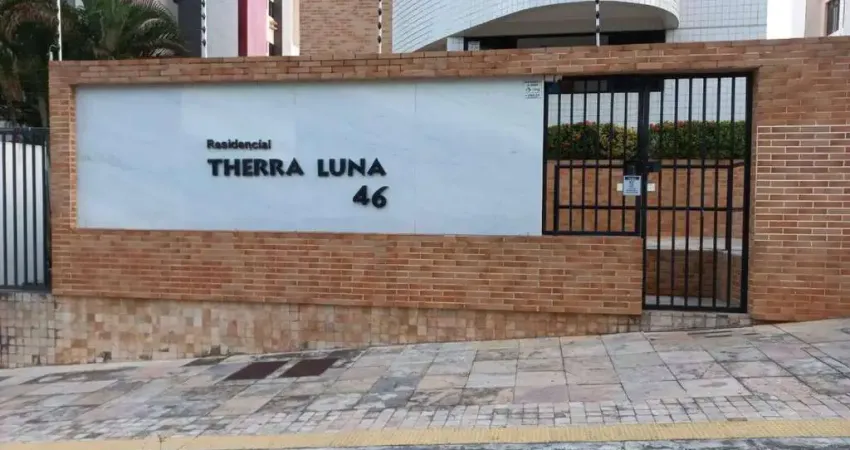 Residencial
THERRA LUNA
46